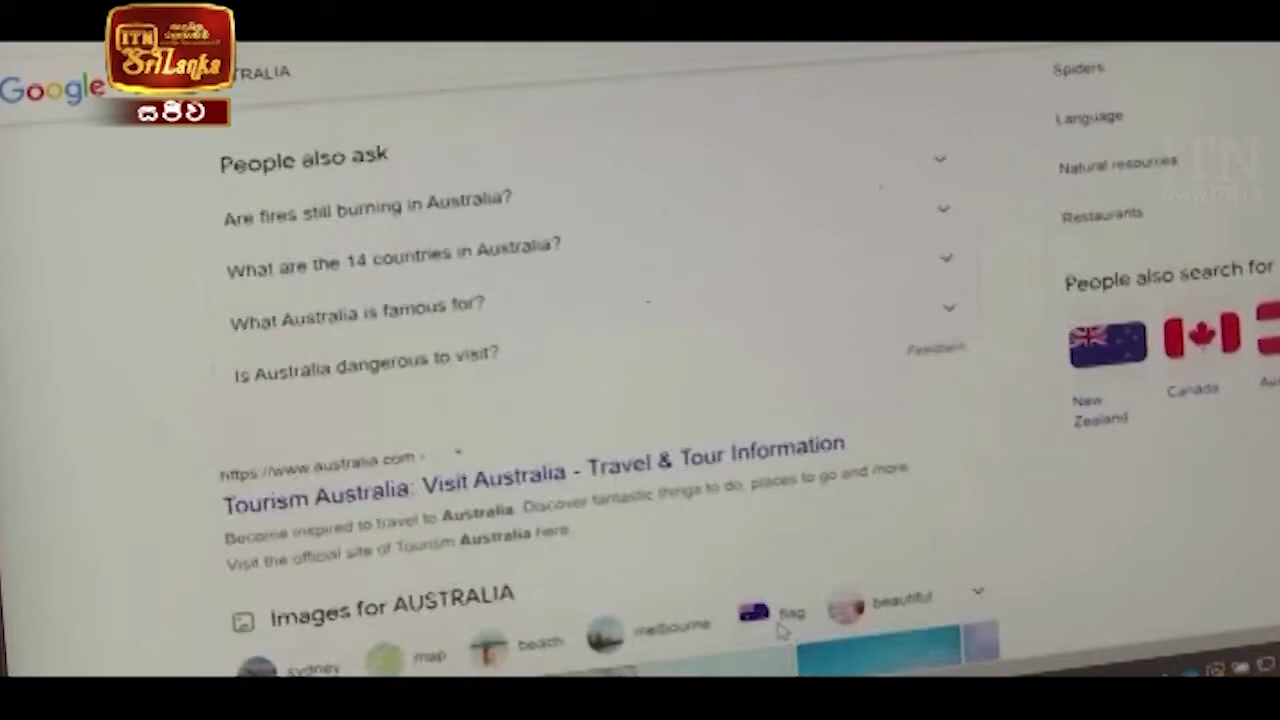 ITN
Sri Lanka
සජීව
Google
TRALIA
People also ask
Are fires still burning in Australia?
What are the 14 countries in Australia?
What Australia is famous for?
Is Australia dangerous to visit?
Feedback
https://www.australia.com
Tourism Australia: Visit Australia - Travel & Tour Information
Become inspired to travel to Australia. Discover fantastic things to do, places to go and more.
Visit the official site of Tourism Australia here.
Images for AUSTRALIA
sydney
map
beach
melbourne
flag
beautiful
Spiders
Language
Natural resources
Restaurants
ITN
People also search for
New
Zealand
Canada
Au